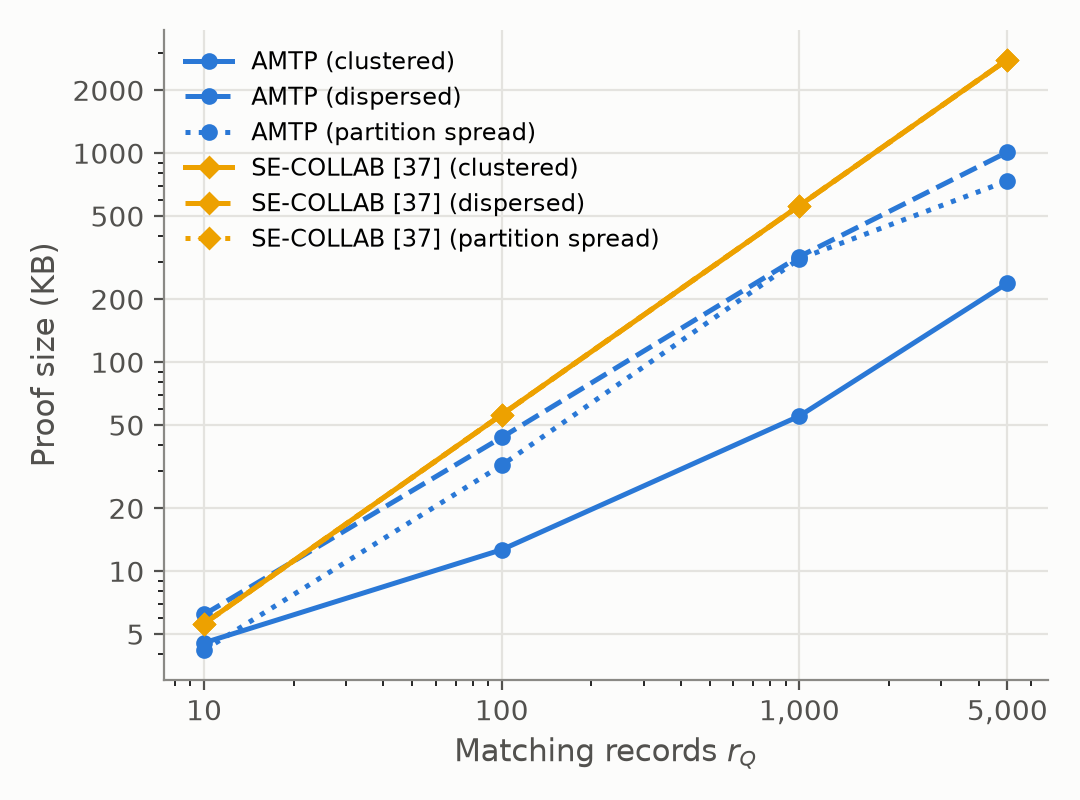 AMTP (clustered)
AMTP (dispersed)
AMTP (partition spread)
SE-COLLAB [37] (clustered)
SE-COLLAB [37] (dispersed)
SE-COLLAB [37] (partition spread)
Proof size (KB)
2000
1000
500
200
100
50
20
10
5
10 100 1,000 5,000
Matching records r_Q